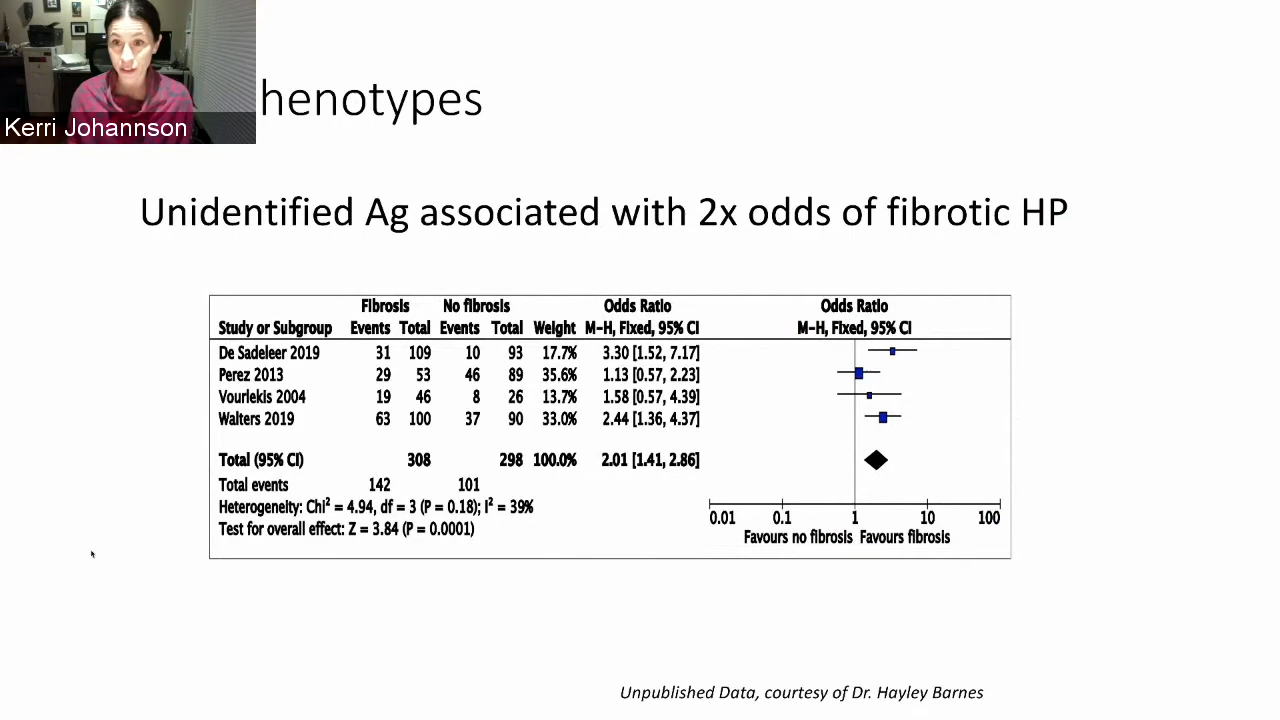 Kerri Johannson
henotypes
Unidentified Ag associated with 2x odds of fibrotic HP
Fibrosis No fibrosis Odds Ratio Odds Ratio
Study or Subgroup Events Total Events Total Weight M-H, Fixed, 95% CI M-H, Fixed, 95% CI
De Sadeleer 2019 31 109 10 93 17.7% 3.30 [1.52, 7.17]
Perez 2013 29 53 46 89 35.6% 1.13 [0.57, 2.23]
Vourlekis 2004 19 46 8 26 13.7% 1.58 [0.57, 4.39]
Walters 2019 63 100 37 90 33.0% 2.44 [1.36, 4.37]
Total (95% CI) 308 298 100.0% 2.01 [1.41, 2.86]
Total events 142 101
Heterogeneity: Chi² = 4.94, df = 3 (P = 0.18); I² = 39%
Test for overall effect: Z = 3.84 (P = 0.0001)
0.01 0.1 1 10 100
Favours no fibrosis Favours fibrosis
Unpublished Data, courtesy of Dr. Hayley Barnes